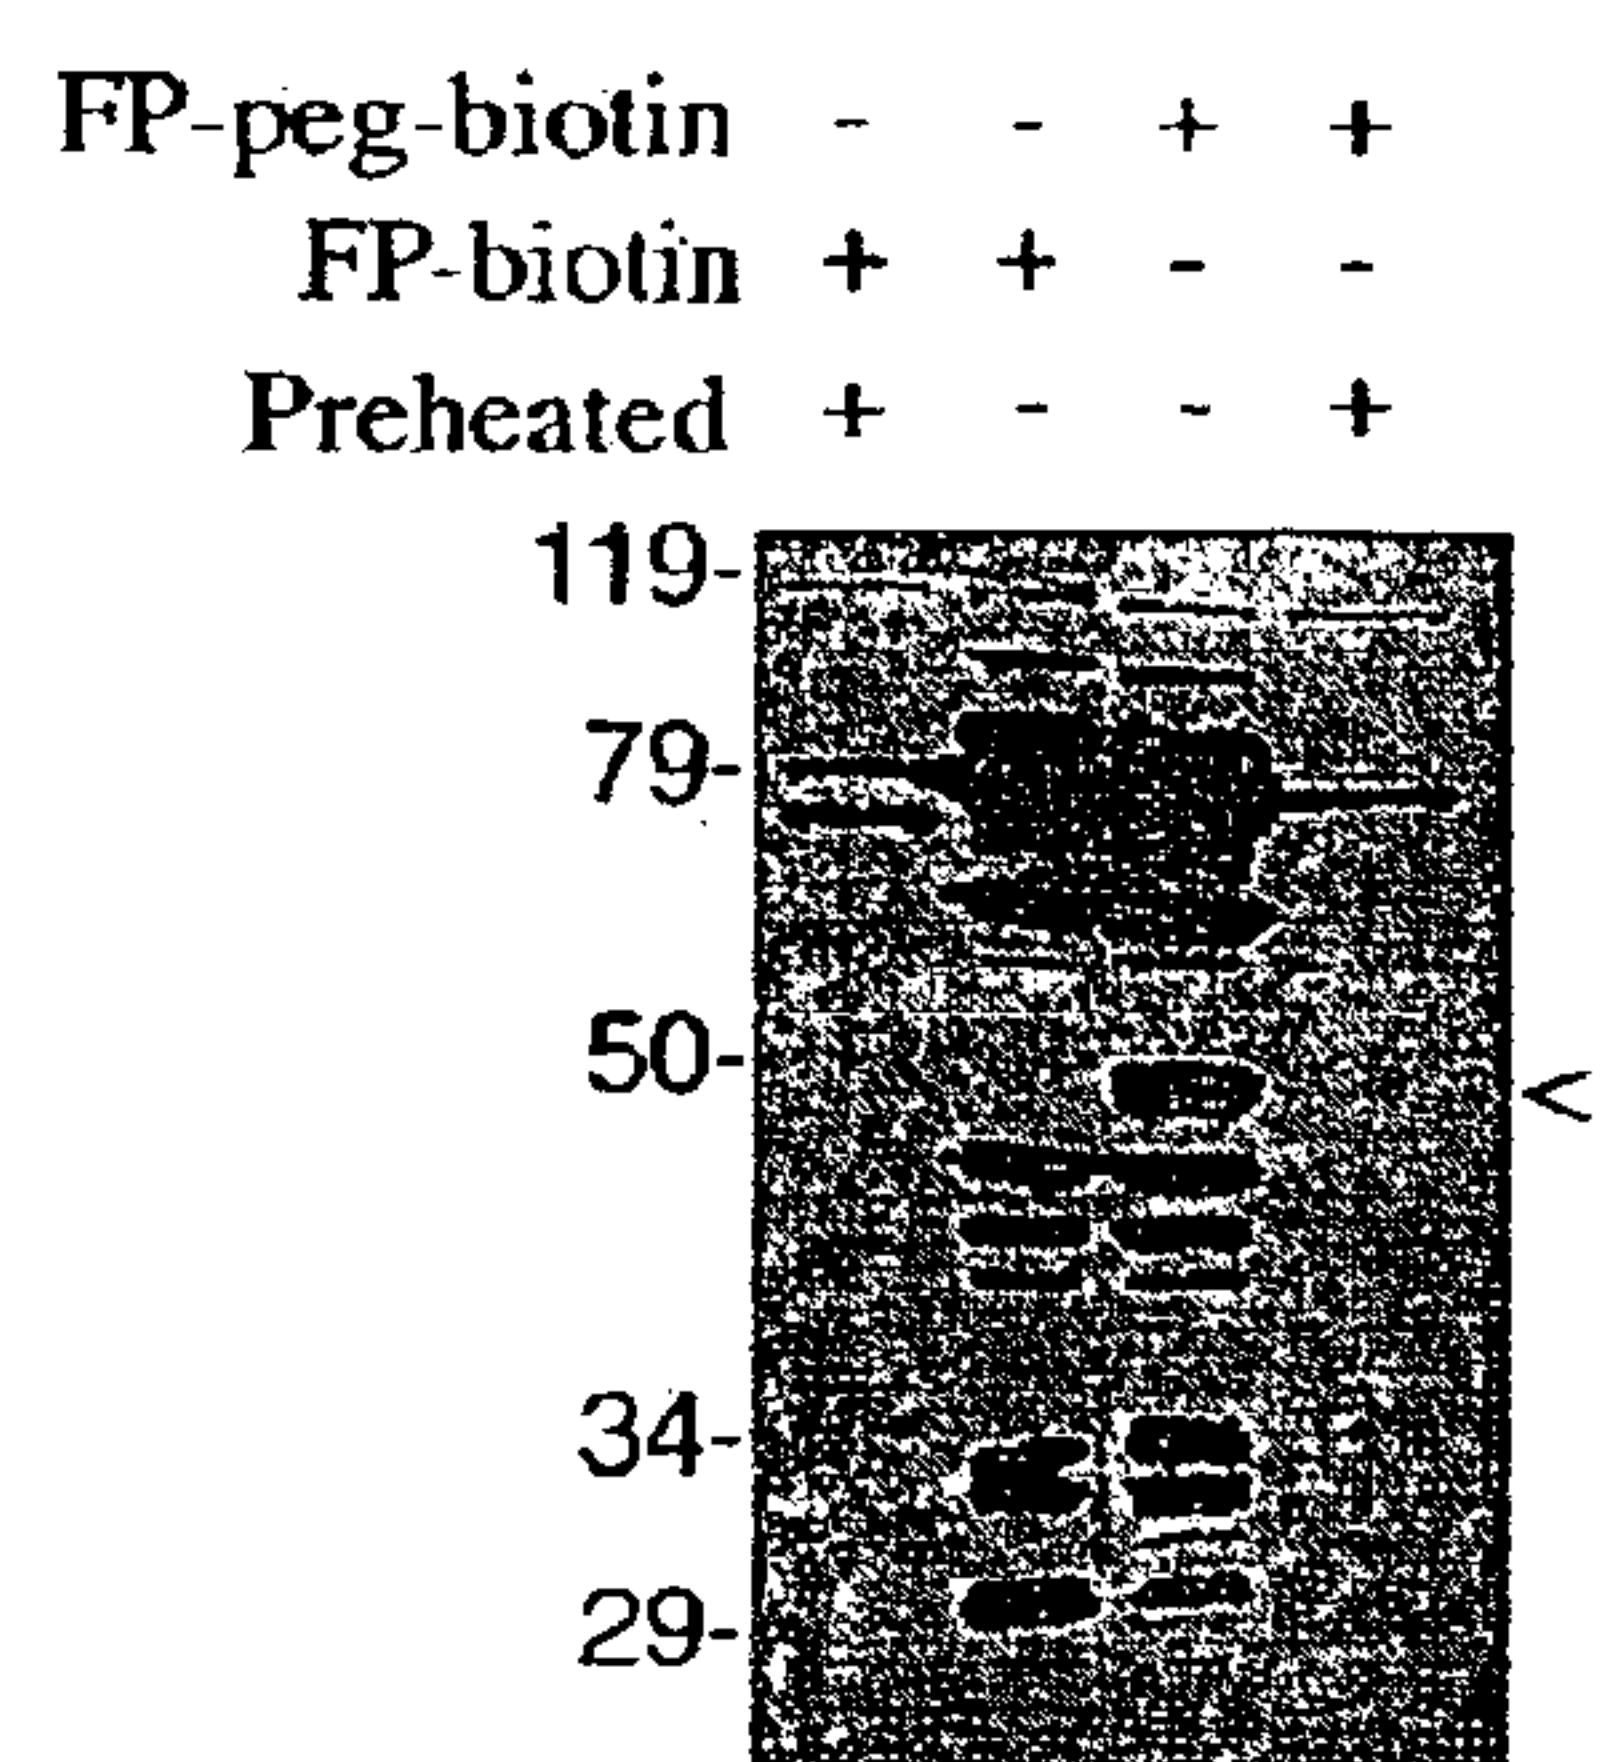 FP-peg-biotin - - + +
FP-biotin + + - -
Preheated + - - +
119-
79-
50-
<
34-
29-